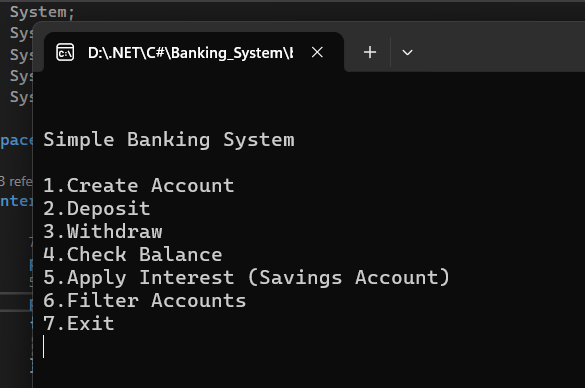 System;
Sys
Sys
Sys
Sys
D:\.NET\C#\Banking_System\
Simple Banking System
pace
1.Create Account
3 refe
2.Deposit
nter
3.Withdraw
4.Check Balance
5.Apply Interest (Savings Account)
6.Filter Accounts
7.Exit